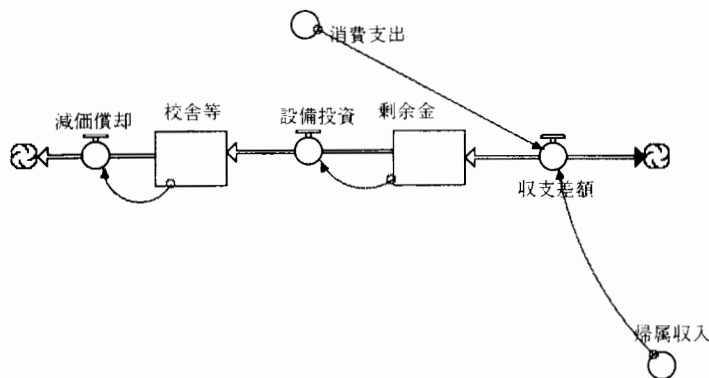 消費支出
減価償却
校舎等
設備投資
剰余金
収支差額
帰属収入